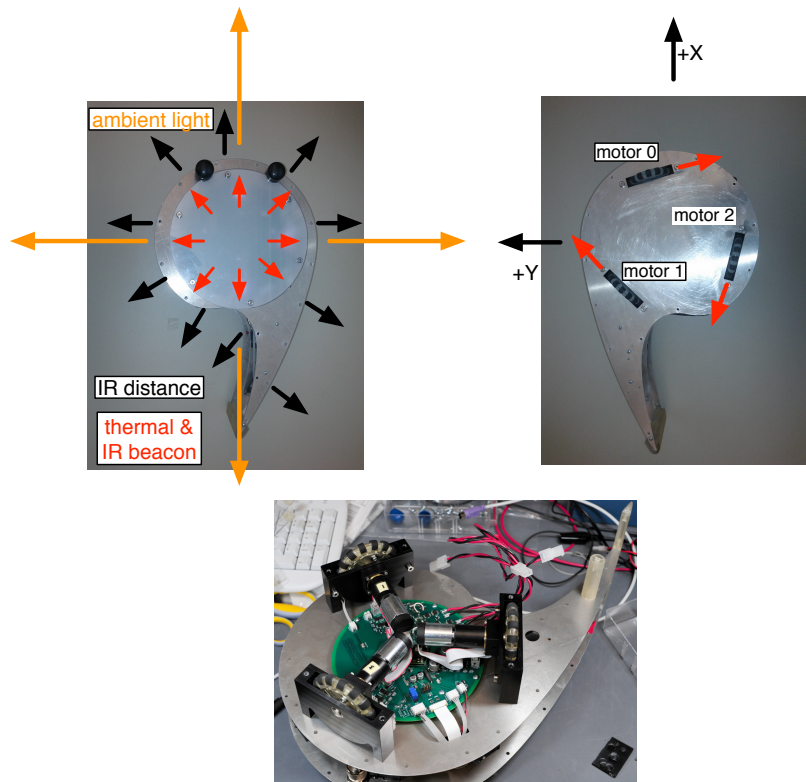 ambient light
IR distance
thermal &
IR beacon
+X
motor 0
motor 2
+Y
motor 1